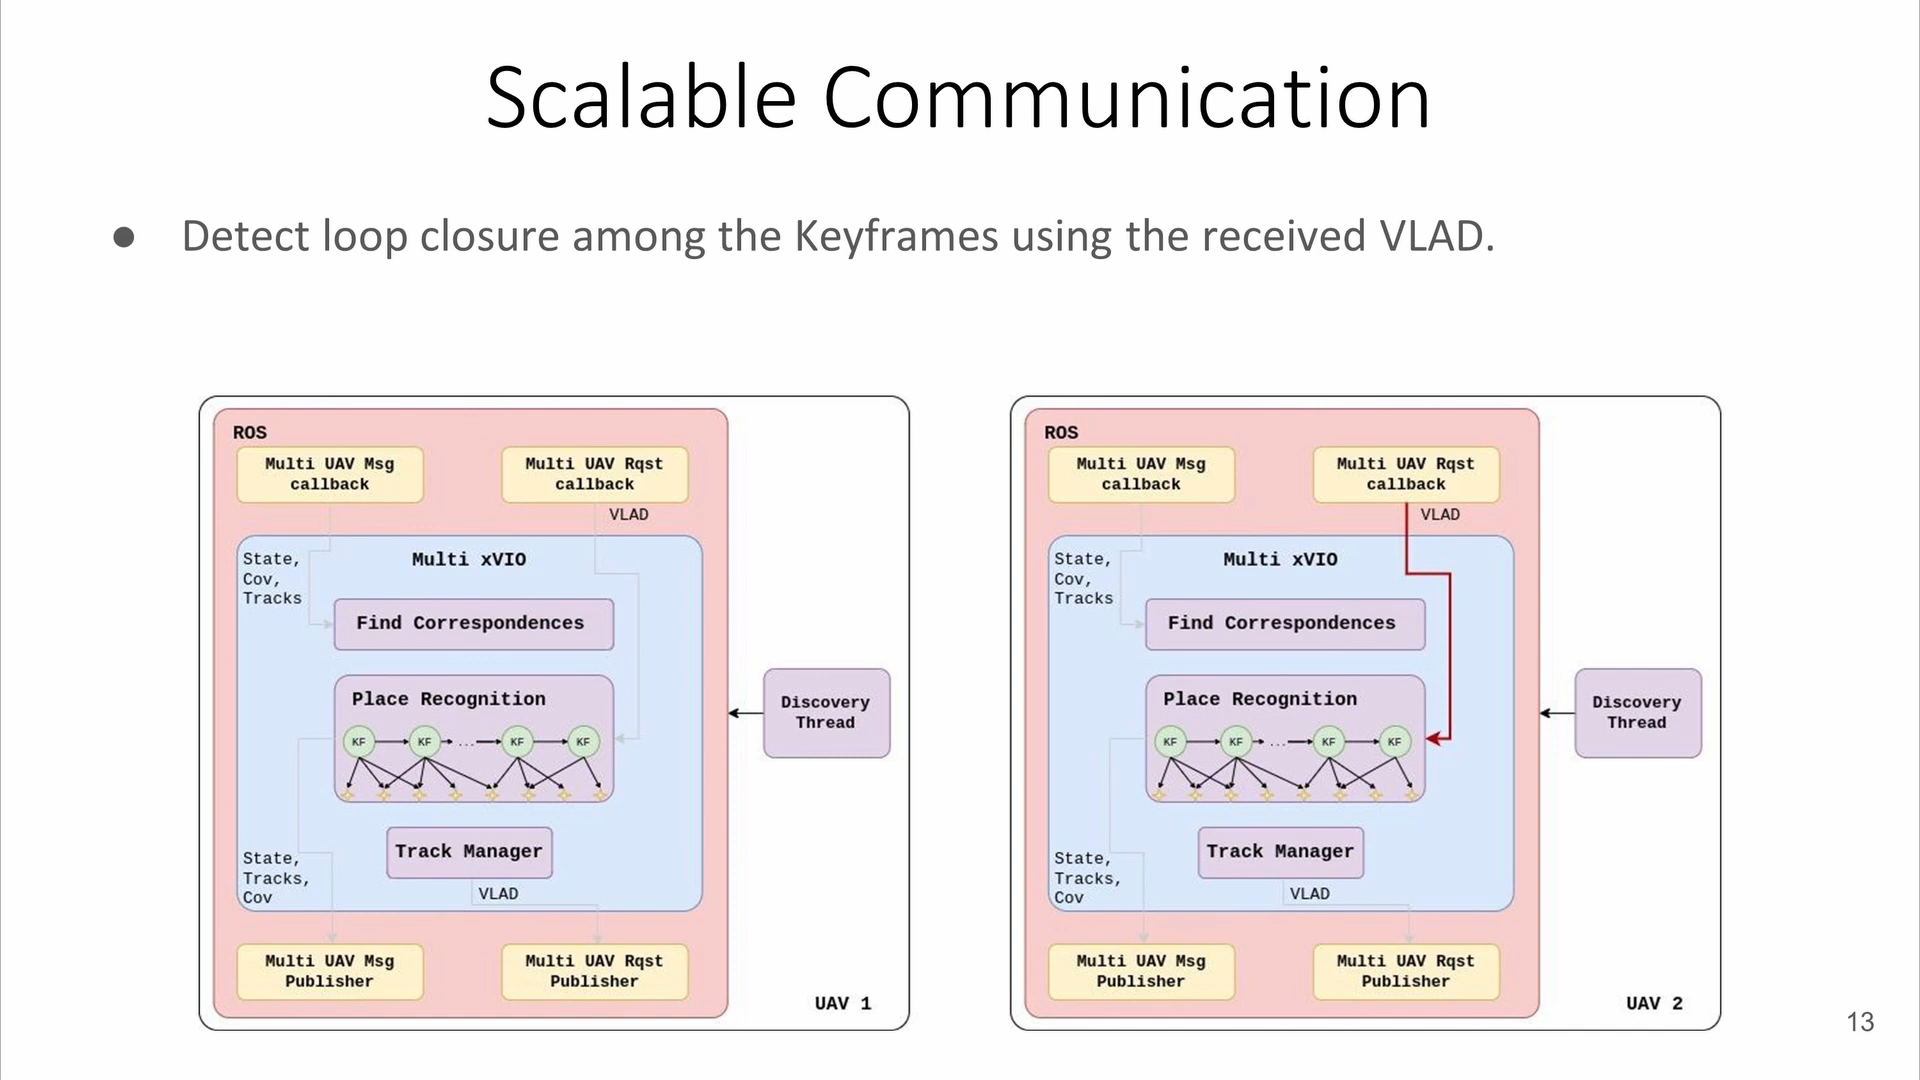 Scalable Communication
● Detect loop closure among the Keyframes using the received VLAD.
ROS
Multi UAV Msg
callback
Multi UAV Rqst
callback
VLAD
State,
Cov,
Tracks
Multi xVIO
Find Correspondences
Place Recognition
KF KF ... KF KF
Track Manager
VLAD
State,
Tracks,
Cov
Multi UAV Msg
Publisher
Multi UAV Rqst
Publisher
Discovery
Thread
UAV 1
ROS
Multi UAV Msg
callback
Multi UAV Rqst
callback
VLAD
State,
Cov,
Tracks
Multi xVIO
Find Correspondences
Place Recognition
KF KF ... KF KF
Track Manager
VLAD
State,
Tracks,
Cov
Multi UAV Msg
Publisher
Multi UAV Rqst
Publisher
Discovery
Thread
UAV 2
13